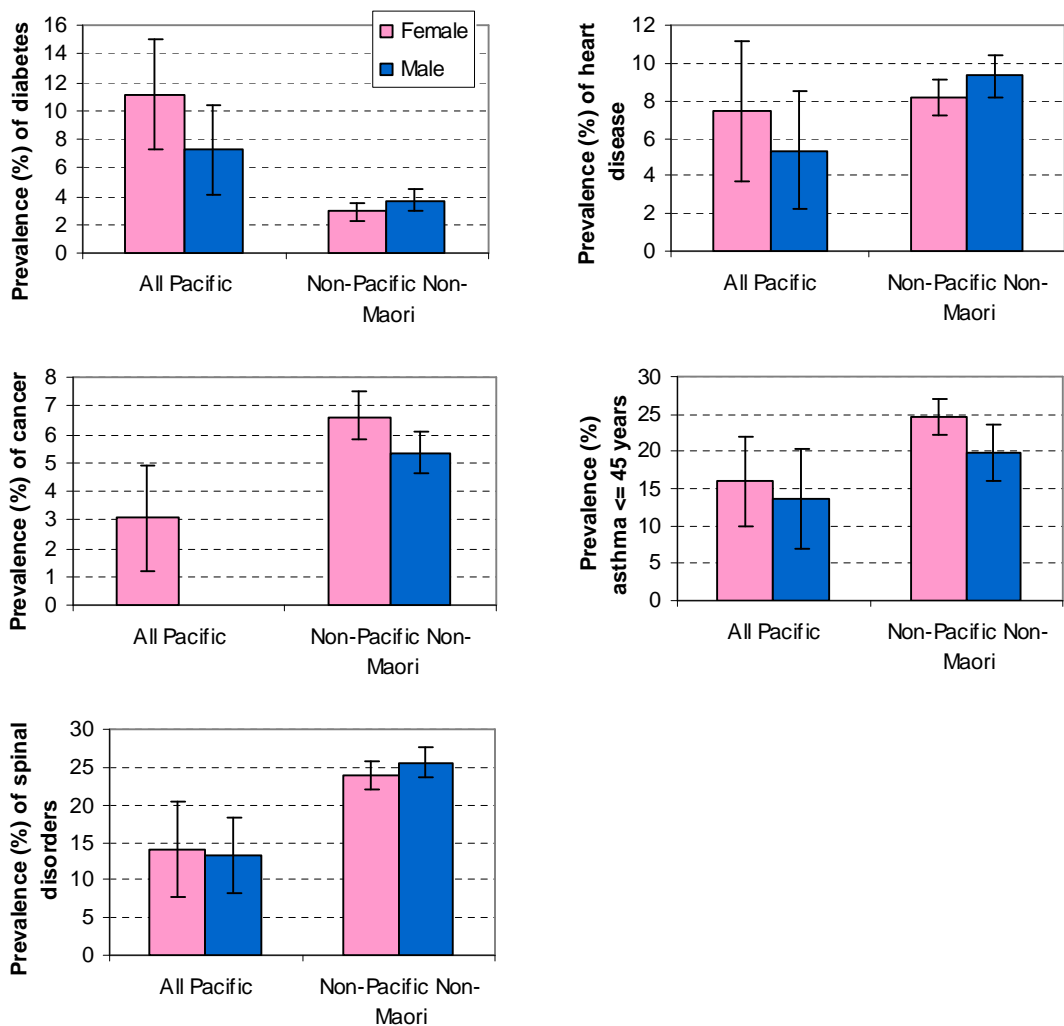 Prevalence (%) of diabetes
16
14
12
10
8
6
4
2
0
Female
Male
All Pacific
Non-Pacific Non-
Maori
Prevalence (%) of heart
disease
12
10
8
6
4
2
0
All Pacific
Non-Pacific Non-
Maori
Prevalence (%) of cancer
8
7
6
5
4
3
2
1
0
All Pacific
Non-Pacific Non-
Maori
Prevalence (%)
asthma <= 45 years
30
25
20
15
10
5
0
All Pacific
Non-Pacific Non-
Maori
Prevalence (%) of spinal
disorders
30
25
20
15
10
5
0
All Pacific
Non-Pacific Non-
Maori